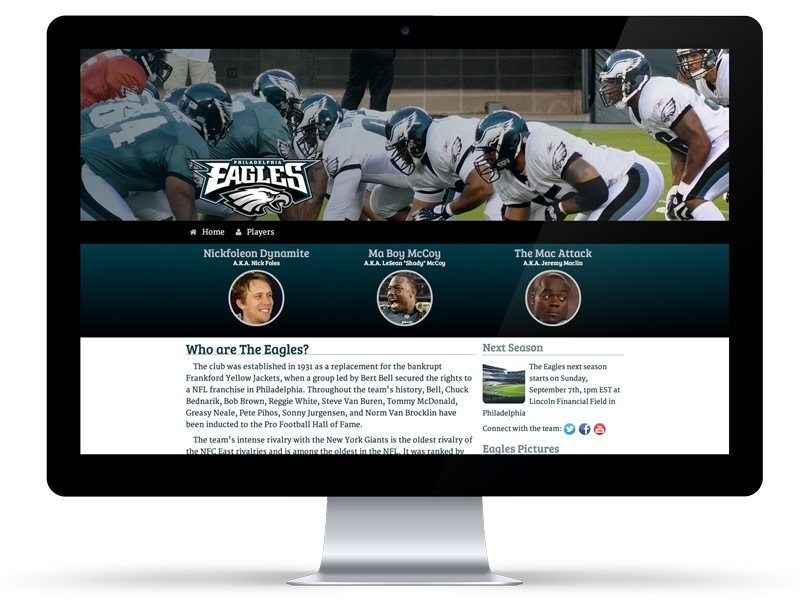 PHILADELPHIA
EAGLES
Home Players
Nickfoleon Dynamite
A.K.A. Nick Foles
Ma Boy McCoy
A.K.A. LeSean "Shady" McCoy
The Mac Attack
A.K.A. Jeremy Maclin
Who are The Eagles?
The club was established in 1931 as a replacement for the bankrupt
Frankford Yellow Jackets, when a group led by Bert Bell secured the rights to
a NFL franchise in Philadelphia. Throughout the team's history, Bell, Chuck
Bednarik, Bob Brown, Reggie White, Steve Van Buren, Tommy McDonald,
Greasy Neale, Pete Pihos, Sonny Jurgensen, and Norm Van Brocklin have
been inducted to the Pro Football Hall of Fame.
The team's intense rivalry with the New York Giants is the oldest rivalry of
the NFC East rivalries and is among the oldest in the NFL. It was ranked by
Next Season
The Eagles next season
starts on Sunday,
September 7th, 1pm EST at
Lincoln Financial Field in
Philadelphia
Connect with the team:
Eagles Pictures